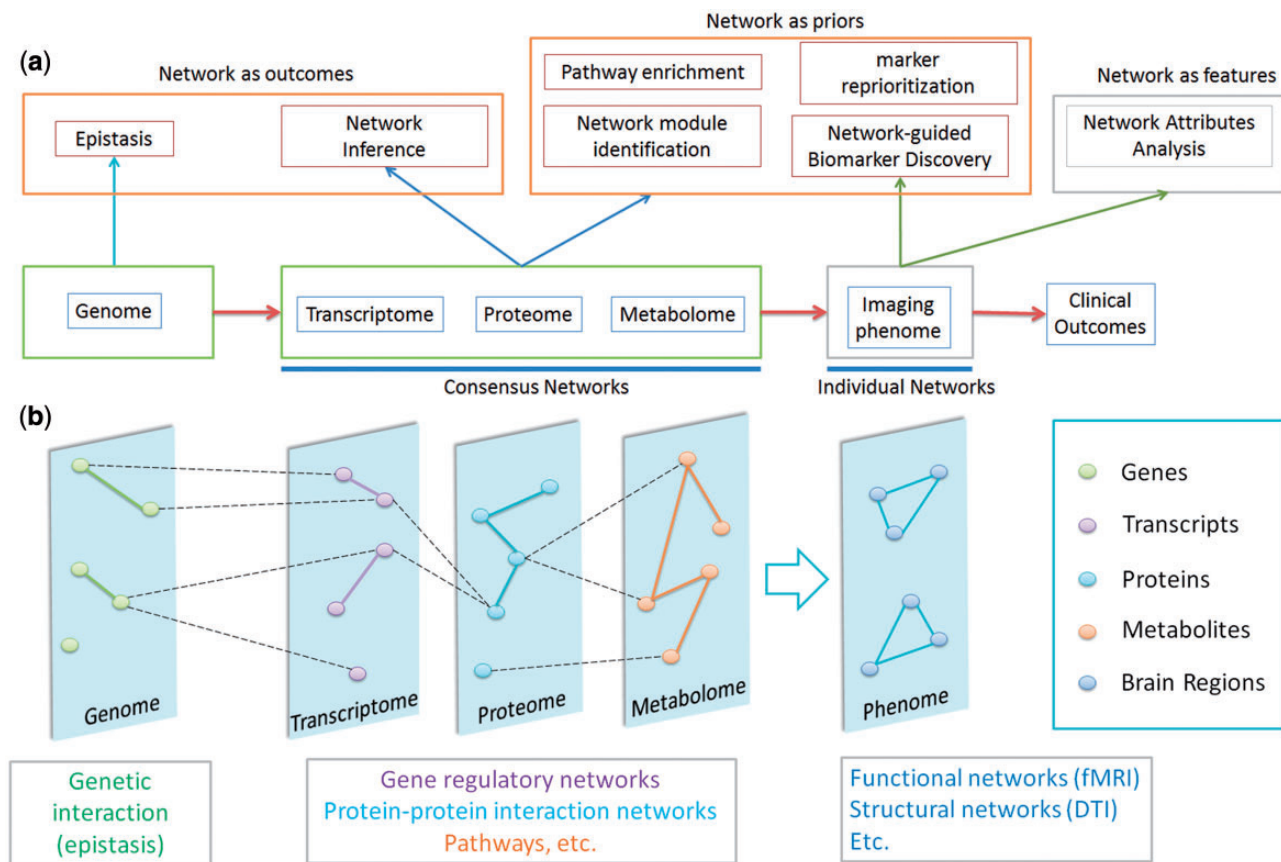 (a)
Network as outcomes
Epistasis
Network
Inference
Network as priors
Pathway enrichment
marker
reprioritization
Network module
identification
Network-guided
Biomarker Discovery
Network as features
Network Attributes
Analysis
Genome
Transcriptome
Proteome
Metabolome
Imaging
phenome
Clinical
Outcomes
Consensus Networks
Individual Networks
(b)
Genome
Transcriptome
Proteome
Metabolome
Phenome
Genes
Transcripts
Proteins
Metabolites
Brain Regions
Genetic
interaction
(epistasis)
Gene regulatory networks
Protein-protein interaction networks
Pathways, etc.
Functional networks (fMRI)
Structural networks (DTI)
Etc.